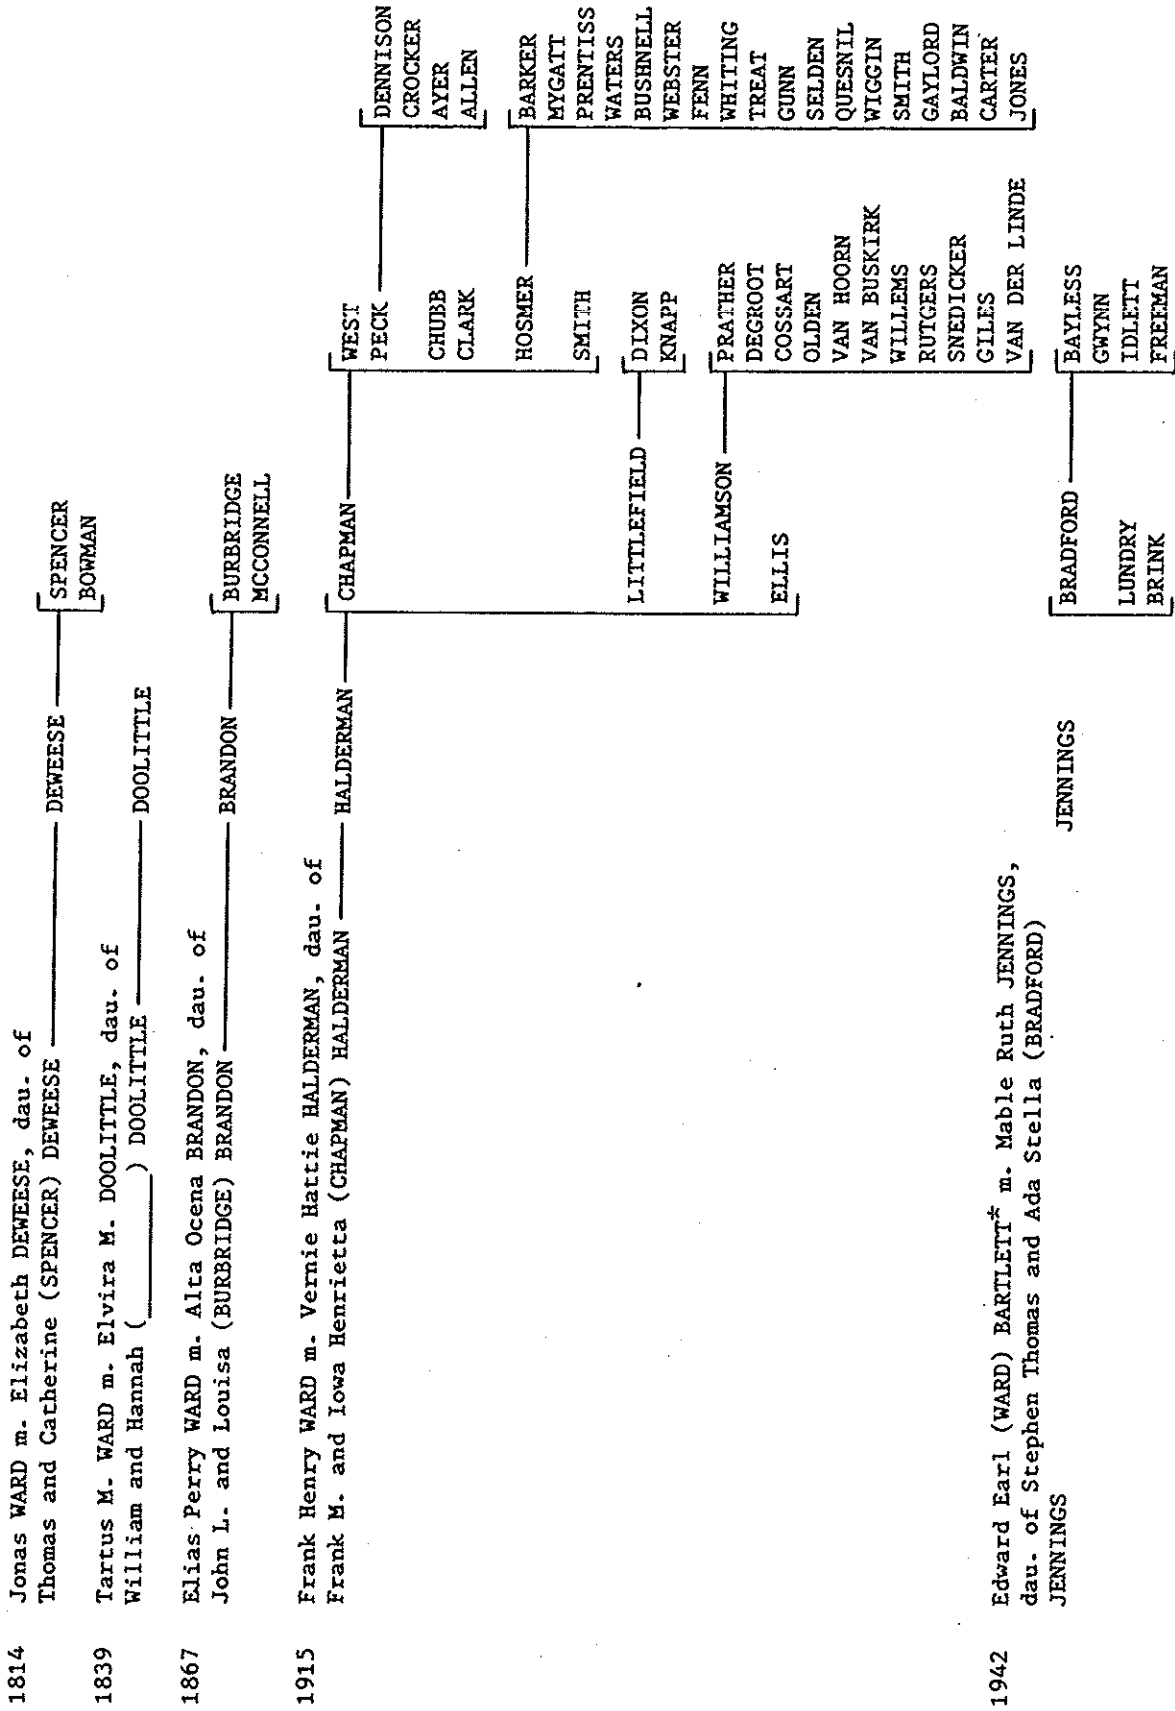 1814 Jonas WARD m. Elizabeth DEWEESE, dau. of
Thomas and Catherine (SPENCER) DEWEESE DEWEESE SPENCER
BOWMAN
1839 Tartus M. WARD m. Elvira M. DOOLITTLE, dau. of
William and Hannah (________) DOOLITTLE DOOLITTLE
1867 Elias Perry WARD m. Alta Ocena BRANDON, dau. of
John L. and Louisa (BURBRIDGE) BRANDON BRANDON BURBRIDGE
MCCONNELL
1915 Frank Henry WARD m. Vernie Hattie HALDERMAN, dau. of
Frank M. and Iowa Henrietta (CHAPMAN) HALDERMAN HALDERMAN CHAPMAN WEST
PECK DENNISON
CROCKER
CHUBB AYER
CLARK ALLEN
HOSMER BARKER
MYGATT
SMITH PRENTISS
WATERS
LITTLEFIELD DIXON BUSHNELL
KNAPP WEBSTER
FENN
WILLIAMSON PRATHER WHITING
DEGROOT TREAT
ELLIS COSSART GUNN
OLDEN SELDEN
VAN HOORN QUESNIL
VAN BUSKIRK WIGGIN
WILLEMS SMITH
RUTGERS GAYLORD
SNEDICKER BALDWIN
GILES CARTER
VAN DER LINDE JONES
1942 Edward Earl (WARD) BARTLETT* m. Mable Ruth JENNINGS,
dau. of Stephen Thomas and Ada Stella (BRADFORD)
JENNINGS JENNINGS BRADFORD BAYLESS
GWYNN
LUNDRY IDLETT
BRINK FREEMAN